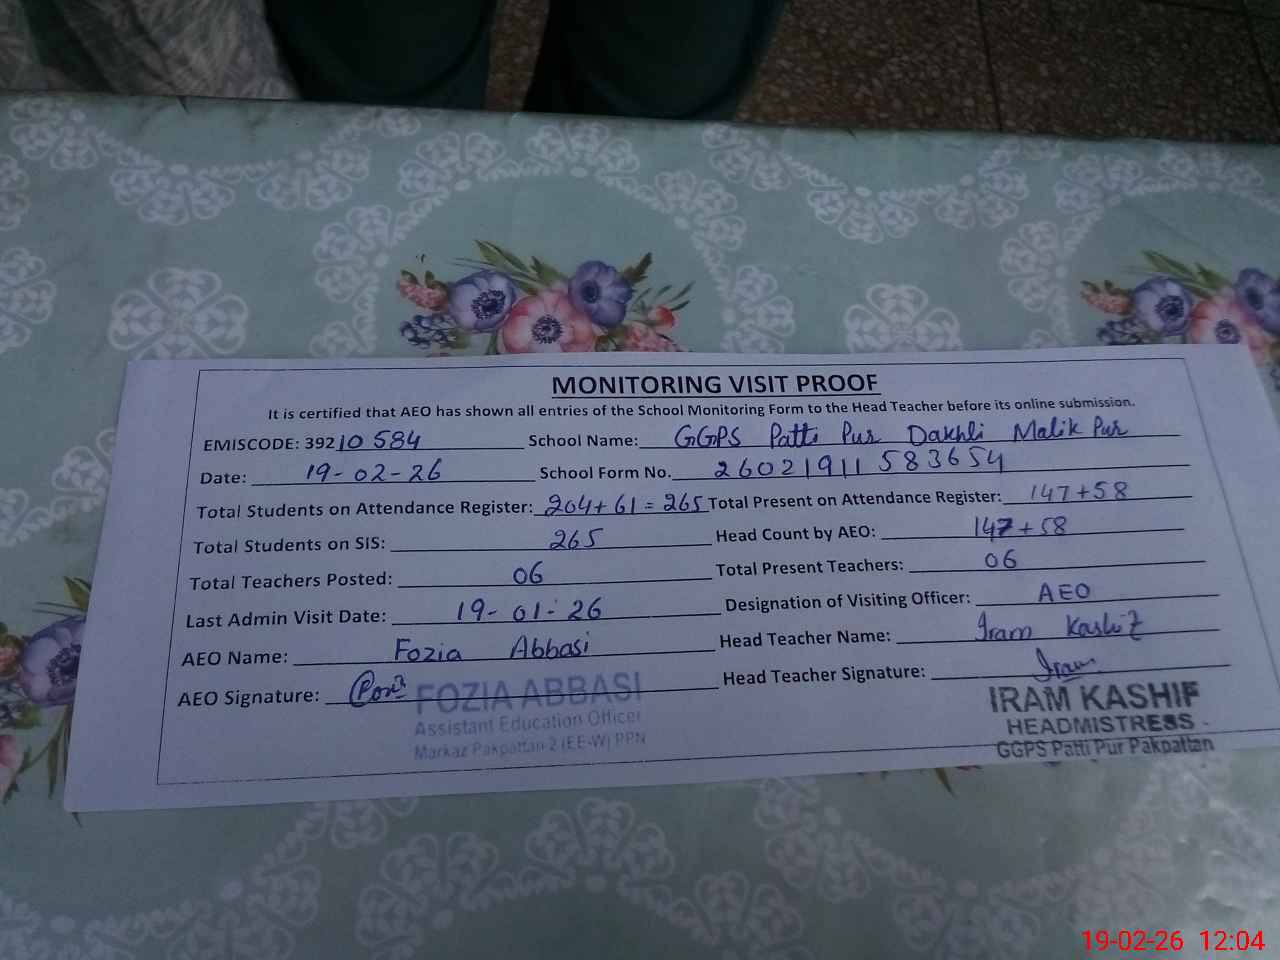 MONITORING VISIT PROOF
It is certified that AEO has shown all entries of the School Monitoring Form to the Head Teacher before its online submission.
EMISCODE: 39210584 School Name: GGPS Patti Pur Dakhli Malik Pur
Date: 19-02-26 School Form No. 26021911583654
Total Students on Attendance Register: 204+61=265 Total Present on Attendance Register: 147+58
Total Students on SIS: 265 Head Count by AEO: 147+58
Total Teachers Posted: 06 Total Present Teachers: 06
Last Admin Visit Date: 19-01-26 Designation of Visiting Officer: AEO
AEO Name: Fozia Abbasi Head Teacher Name: Iram Kashif
AEO Signature: Head Teacher Signature: Iram
FOZIA ABBASI
Assistant Education Officer
Markaz Pakpattan-2 (EE-W) PPN
IRAM KASHIF
HEADMISTRESS
GGPS Patti Pur Pakpattan
19-02-26 12:04